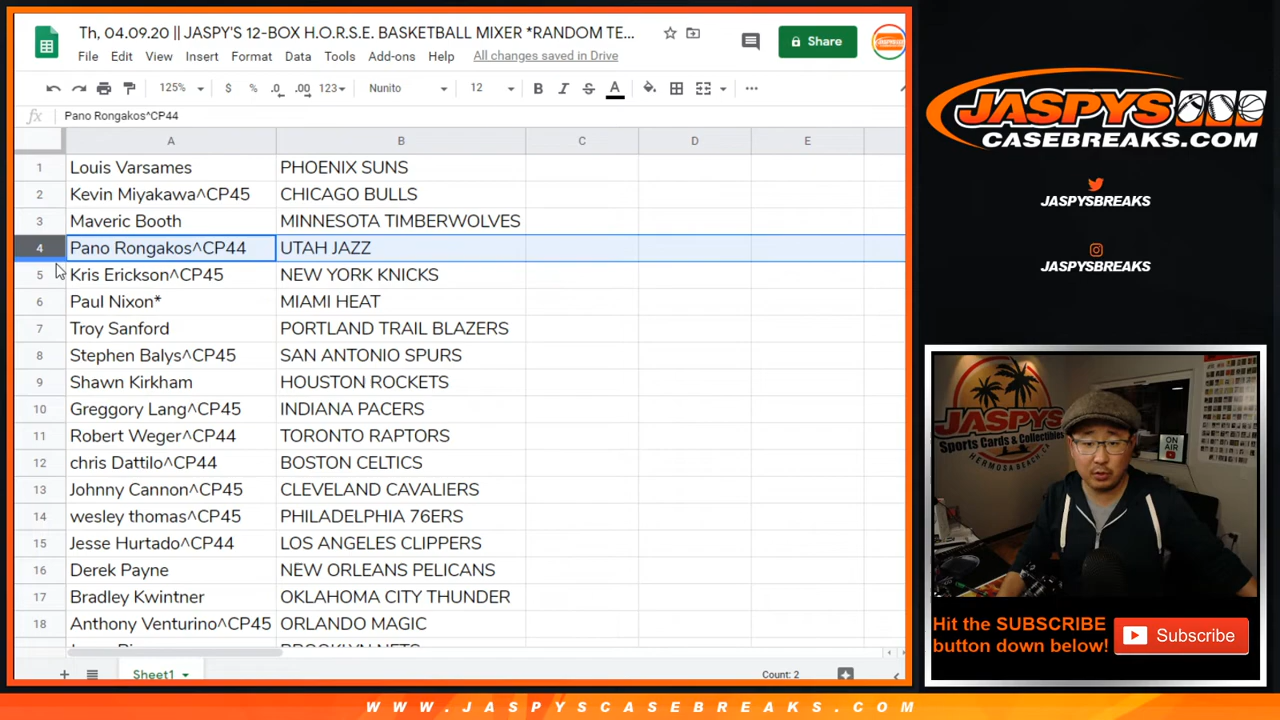 Th, 04.09.20 || JASPY'S 12-BOX H.O.R.S.E. BASKETBALL MIXER *RANDOM TE...
File Edit View Insert Format Data Tools Add-ons Help All changes saved in Drive
Share
125% $ % .0 .00 123 Nunito 12 B I S A
fx Pano Rongakos^CP44
A B C D E
1 Louis Varsames PHOENIX SUNS
2 Kevin Miyakawa^CP45 CHICAGO BULLS
3 Maveric Booth MINNESOTA TIMBERWOLVES
4 Pano Rongakos^CP44 UTAH JAZZ
5 Kris Erickson^CP45 NEW YORK KNICKS
6 Paul Nixon* MIAMI HEAT
7 Troy Sanford PORTLAND TRAIL BLAZERS
8 Stephen Balys^CP45 SAN ANTONIO SPURS
9 Shawn Kirkham HOUSTON ROCKETS
10 Greggory Lang^CP45 INDIANA PACERS
11 Robert Weger^CP44 TORONTO RAPTORS
12 chris Dattilo^CP44 BOSTON CELTICS
13 Johnny Cannon^CP45 CLEVELAND CAVALIERS
14 wesley thomas^CP45 PHILADELPHIA 76ERS
15 Jesse Hurtado^CP44 LOS ANGELES CLIPPERS
16 Derek Payne NEW ORLEANS PELICANS
17 Bradley Kwintner OKLAHOMA CITY THUNDER
18 Anthony Venturino^CP45 ORLANDO MAGIC
BROOKLYN NETS
Sheet1
Count: 2
JASPYS
CASEBREAKS.COM
JASPYSBREAKS
JASPYSBREAKS
JASPYS
Sports Cards & Collectibles
HERMOSA BEACH, CA
ON AIR
Hit the SUBSCRIBE
button down below!
Subscribe
WWW.JASPYSCASEBREAKS.COM